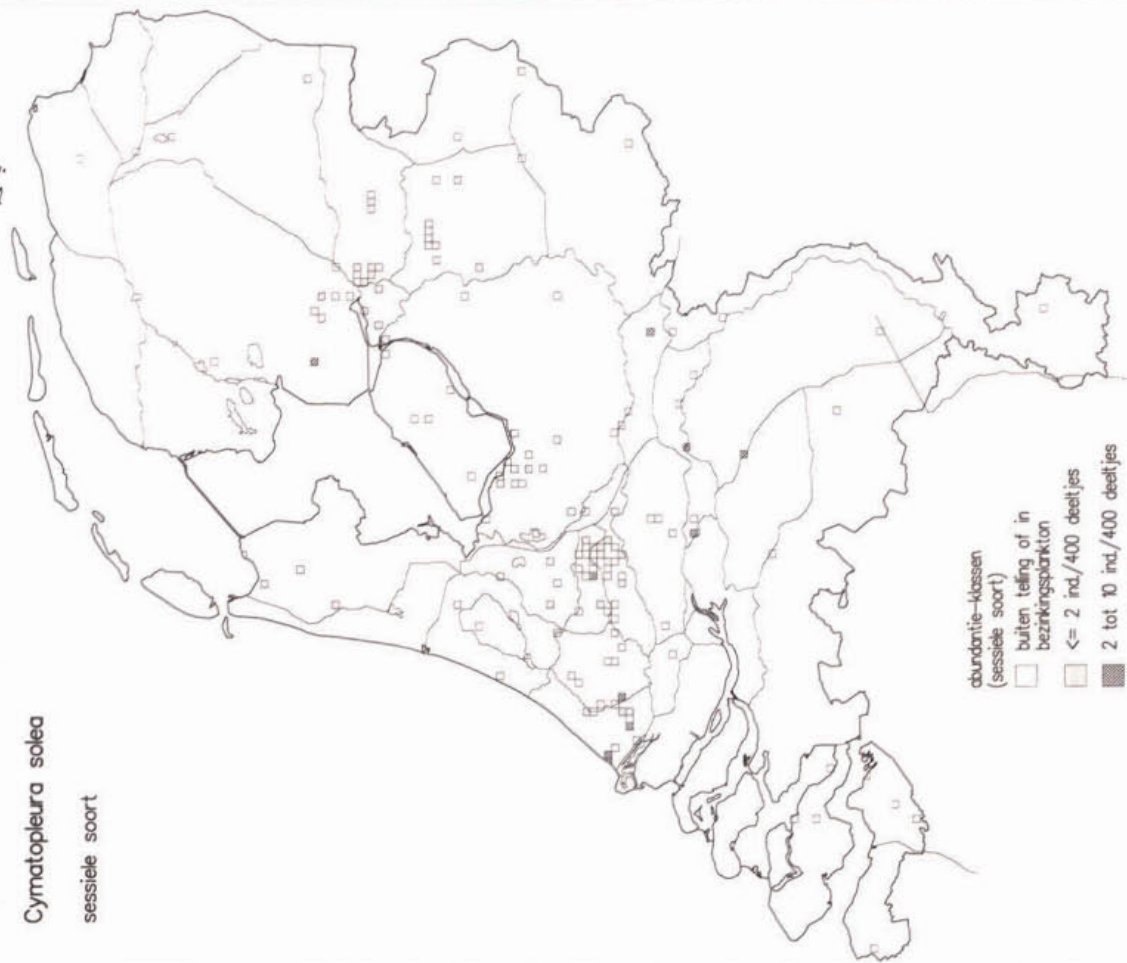 Cymatopleura solea
sessiele soort
abundantie-klassen
(sessiele soort)
buiten telling of in
bezinkingsplankton
<= 2 ind./400 deeltjes
2 tot 10 ind./400 deeltjes